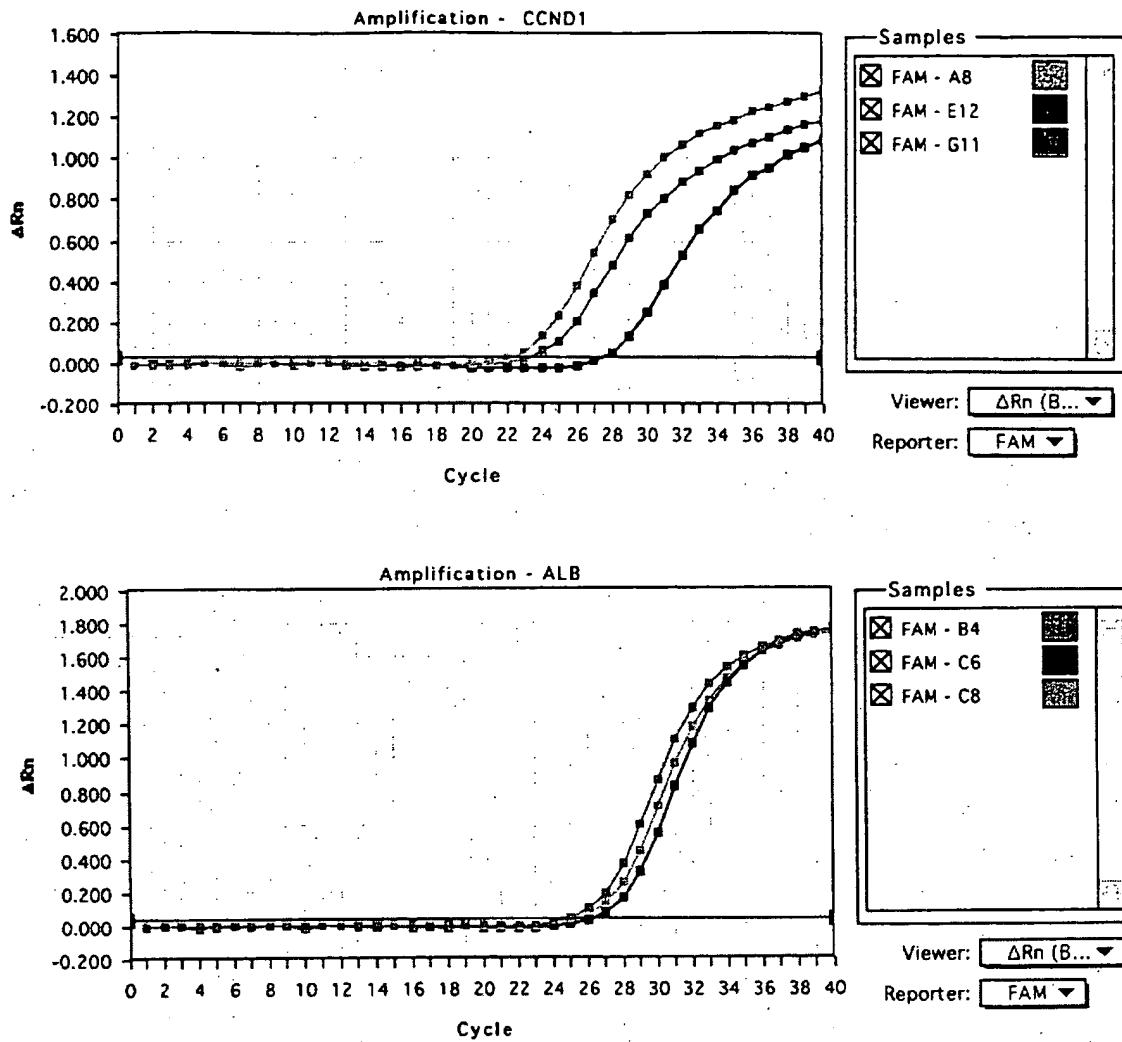 Amplification - CCND1
1.600
1.400
1.200
1.000
0.800
0.600
0.400
0.200
0.000
-0.200
ΔRn
0 2 4 6 8 10 12 14 16 18 20 22 24 26 28 30 32 34 36 38 40
Cycle
Samples
FAM - A8
FAM - E12
FAM - G11
Viewer: ΔRn (B...
Reporter: FAM
Amplification - ALB
2.000
1.800
1.600
1.400
1.200
1.000
0.800
0.600
0.400
0.200
0.000
-0.200
ΔRn
0 2 4 6 8 10 12 14 16 18 20 22 24 26 28 30 32 34 36 38 40
Cycle
Samples
FAM - B4
FAM - C6
FAM - C8
Viewer: ΔRn (B...
Reporter: FAM